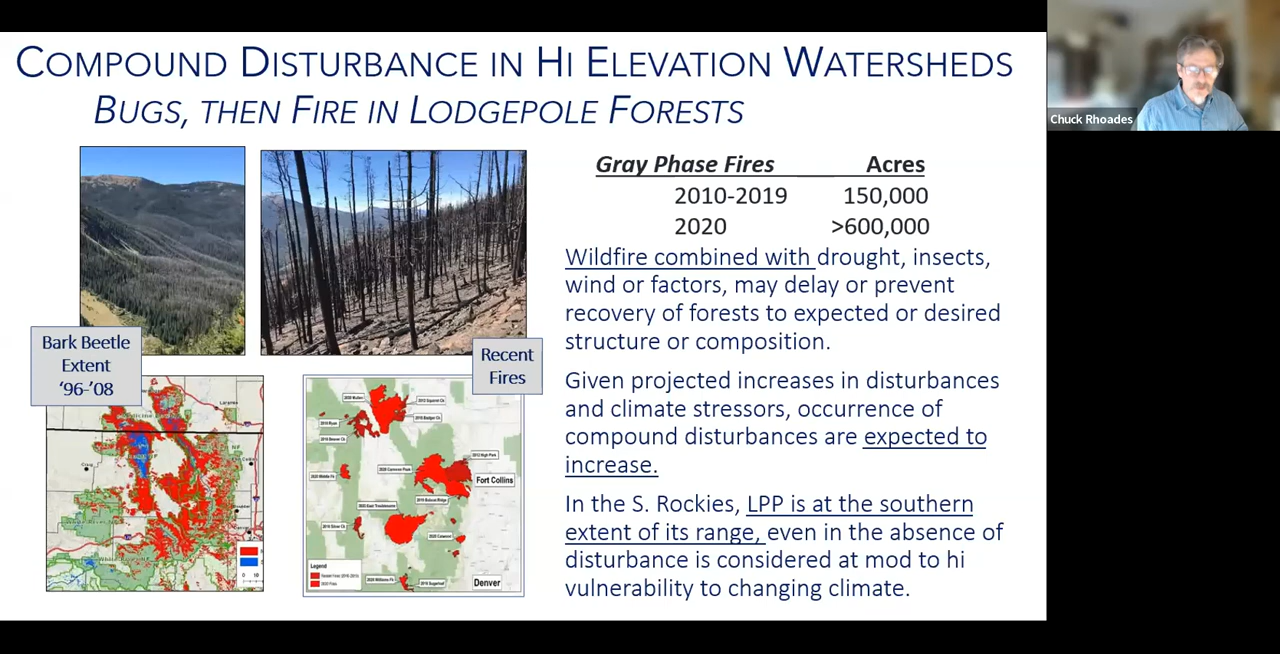 COMPOUND DISTURBANCE IN HI ELEVATION WATERSHEDS
BUGS, THEN FIRE IN LODGEPOLE FORESTS
Chuck Rhoades
Gray Phase Fires Acres
2010-2019 150,000
2020 >600,000
Wildfire combined with drought, insects,
wind or factors, may delay or prevent
recovery of forests to expected or desired
structure or composition.
Given projected increases in disturbances
and climate stressors, occurrence of
compound disturbances are expected to
increase.
In the S. Rockies, LPP is at the southern
extent of its range, even in the absence of
disturbance is considered at mod to hi
vulnerability to changing climate.
Bark Beetle
Extent
‘96-’08
Recent
Fires
Fort Collins
Denver
Legend